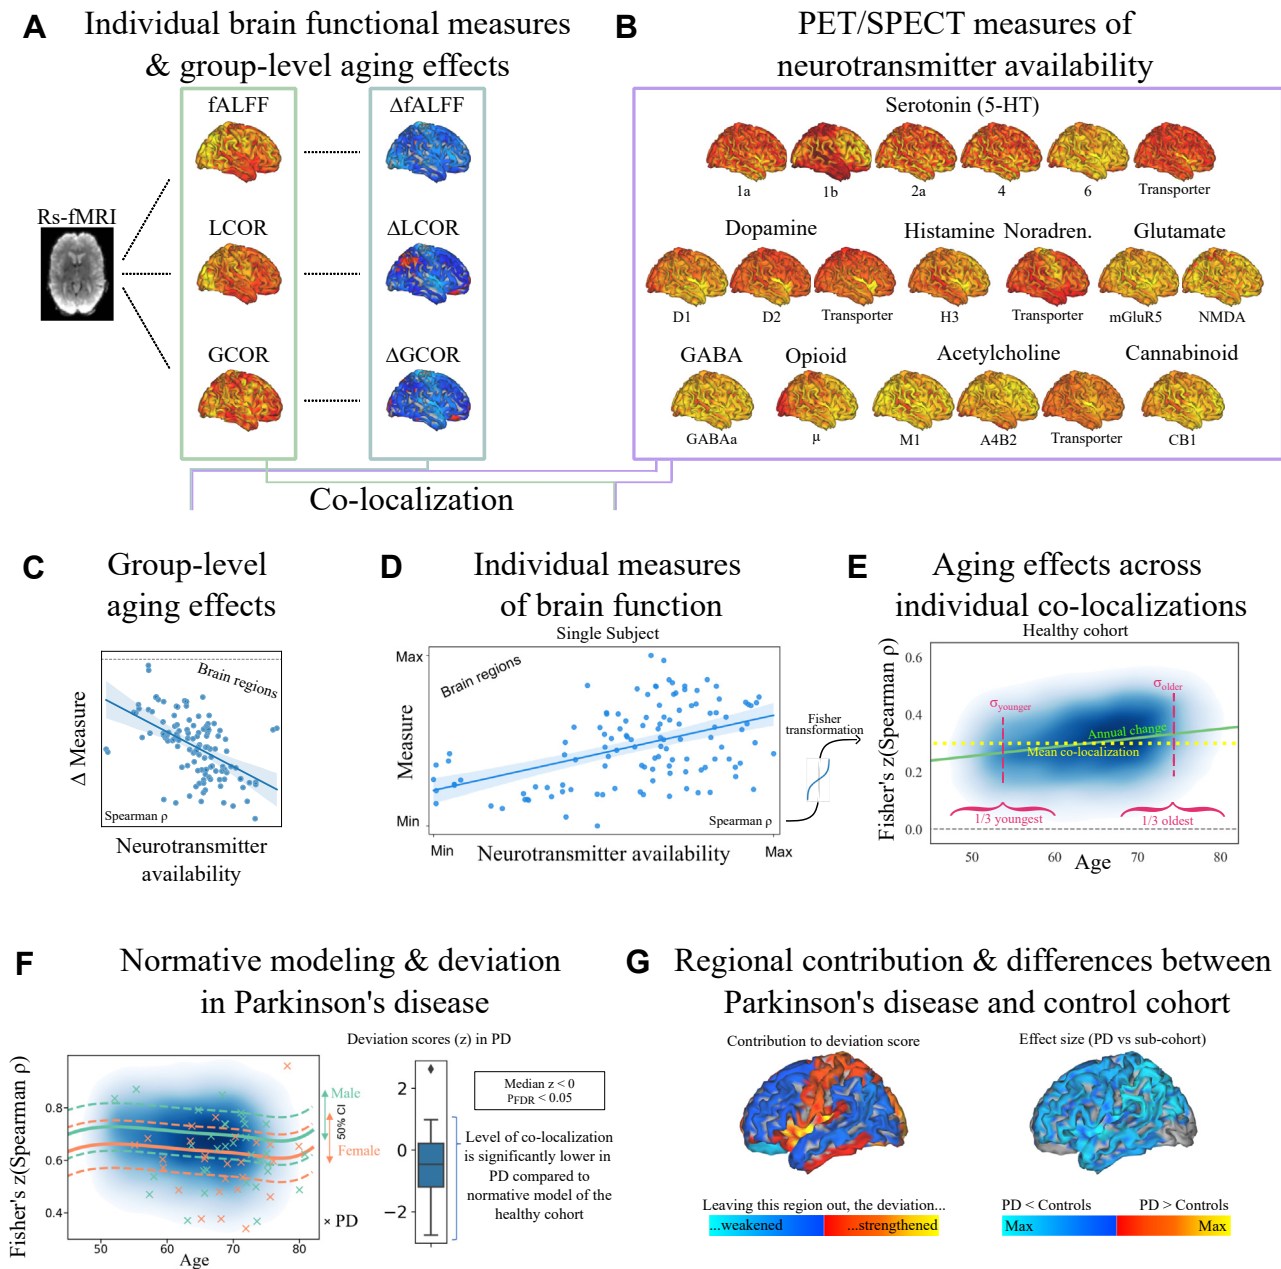 A
Individual brain functional measures
& group-level aging effects
fALFF
ΔfALFF
Rs-fMRI
LCOR
ΔLCOR
GCOR
ΔGCOR
B
PET/SPECT measures of
neurotransmitter availability
Serotonin (5-HT)
1a 1b 2a 4 6 Transporter
Dopamine Histamine Noradren. Glutamate
D1 D2 Transporter H3 Transporter mGluR5 NMDA
GABA Opioid Acetylcholine Cannabinoid
GABAa μ M1 A4B2 Transporter CB1
Co-localization
C
Group-level
aging effects
Brain regions
Δ Measure
Spearman ρ
Neurotransmitter
availability
D
Individual measures
of brain function
Single Subject
Max
Brain regions
Measure
Min
Spearman ρ
Min
Neurotransmitter availability
Max
Fisher
transformation
E
Aging effects across
individual co-localizations
Healthy cohort
Fisher's z(Spearman ρ)
0.6
0.4
0.2
0.0
σyounger
σolder
Annual change
Mean co-localization
1/3 youngest
1/3 oldest
50 60 70 80
Age
F
Normative modeling & deviation
in Parkinson's disease
Fisher's z(Spearman ρ)
0.8
0.6
0.4
50 60 70 80
Age
Male
50% CI
Female
× PD
Deviation scores (z) in PD
2
0
−2
Median z < 0
PFDR < 0.05
Level of co-localization
is significantly lower in
PD compared to
normative model of the
healthy cohort
G
Regional contribution & differences between
Parkinson's disease and control cohort
Contribution to deviation score
Leaving this region out, the deviation...
...weakened ...strengthened
Effect size (PD vs sub-cohort)
PD < Controls PD > Controls
Max Max